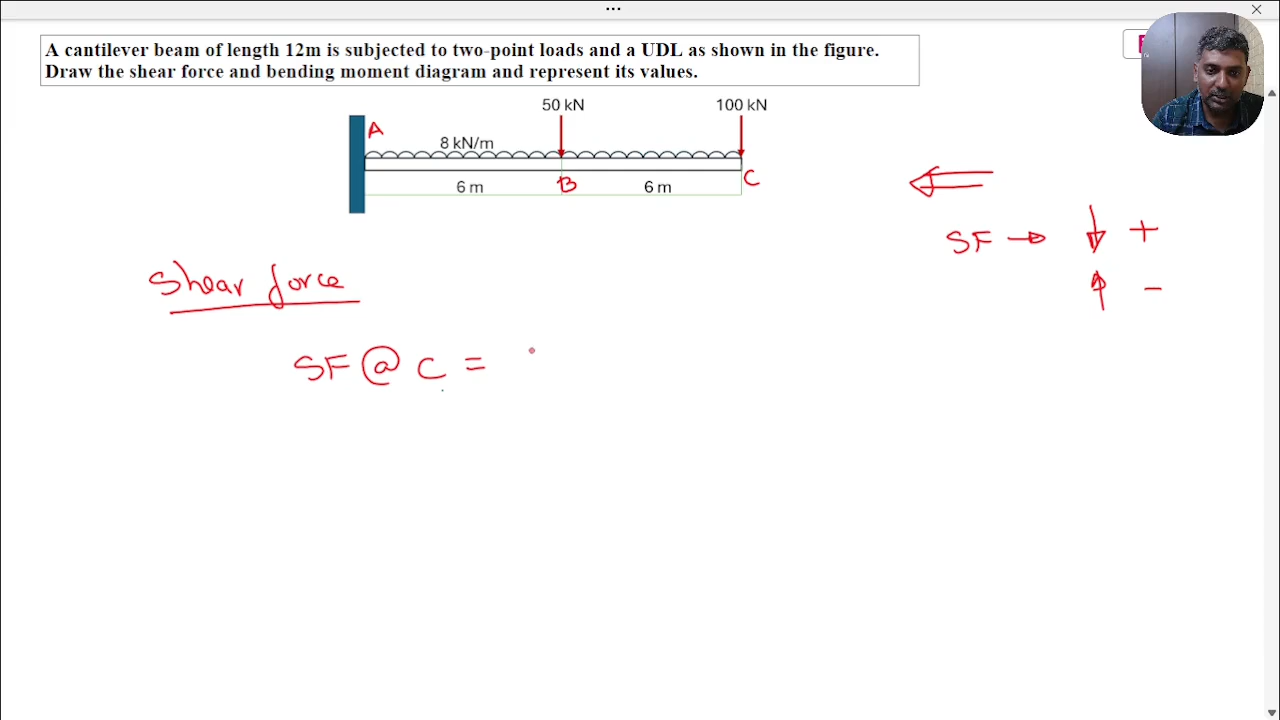 A cantilever beam of length 12m is subjected to two-point loads and a UDL as shown in the figure.
Draw the shear force and bending moment diagram and represent its values.
50 kN
100 kN
A
8 kN/m
6 m
B
6 m
C
SF → ↓ +
↑ -
Shear force
SF @ C =